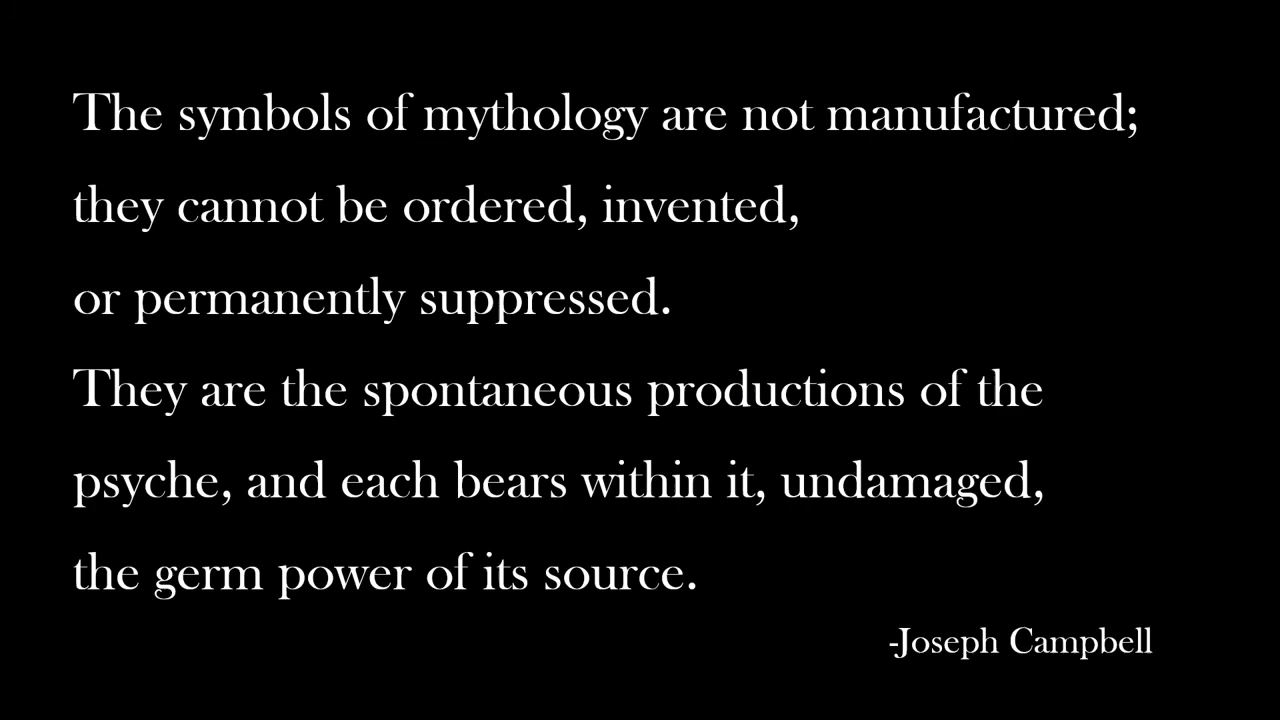 The symbols of mythology are not manufactured;
they cannot be ordered, invented,
or permanently suppressed.
They are the spontaneous productions of the
psyche, and each bears within it, undamaged,
the germ power of its source.
-Joseph Campbell